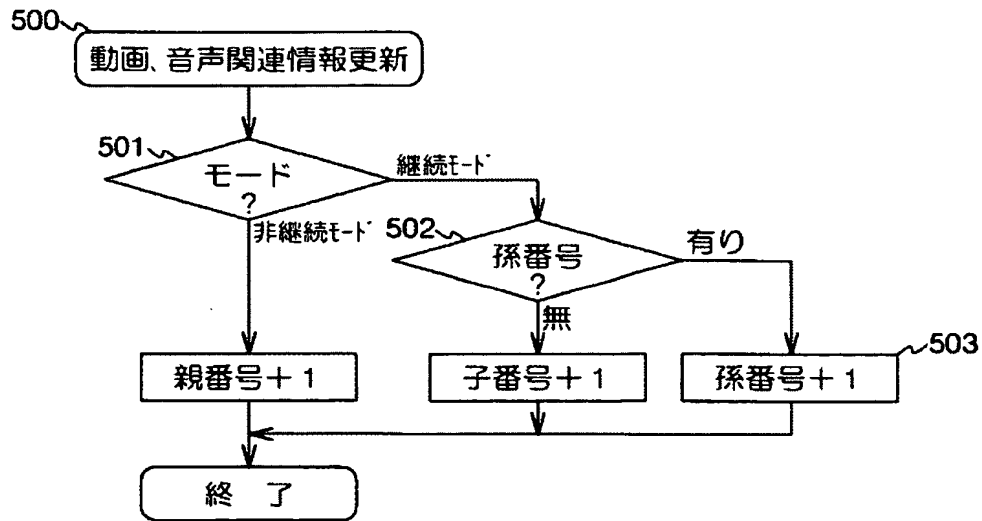 500
動画、音声関連情報更新
501
モード
?
継続モード
非継続モード
502
孫番号
?
有り
無
親番号+1
子番号+1
孫番号+1
503
終 了